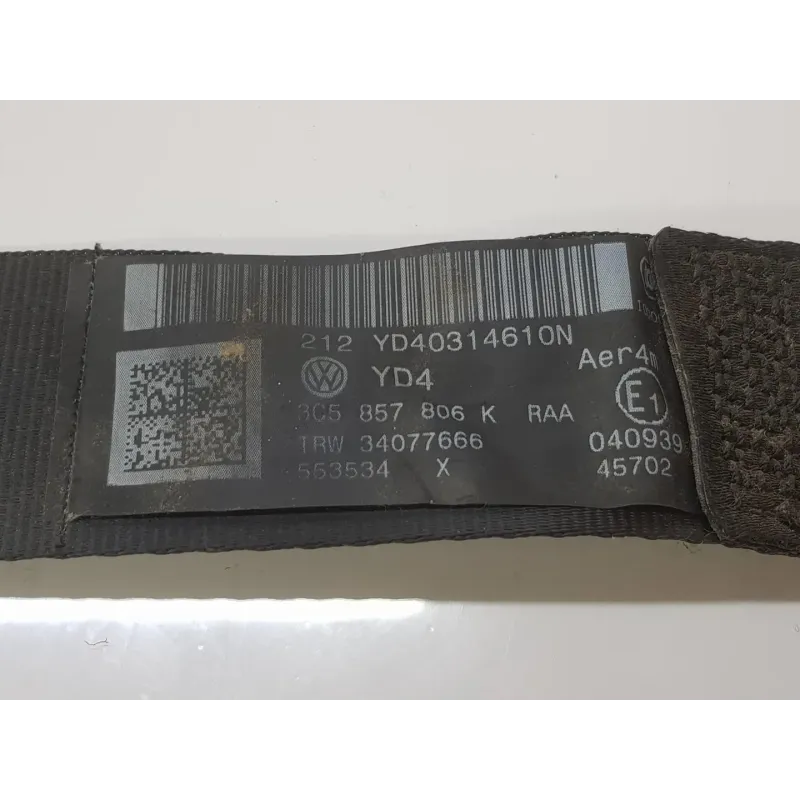 212 YD40314610N
YD4 Aer4m
3C5 857 806 K RAA E1
TRW 34077666 040939
553534 X 45702